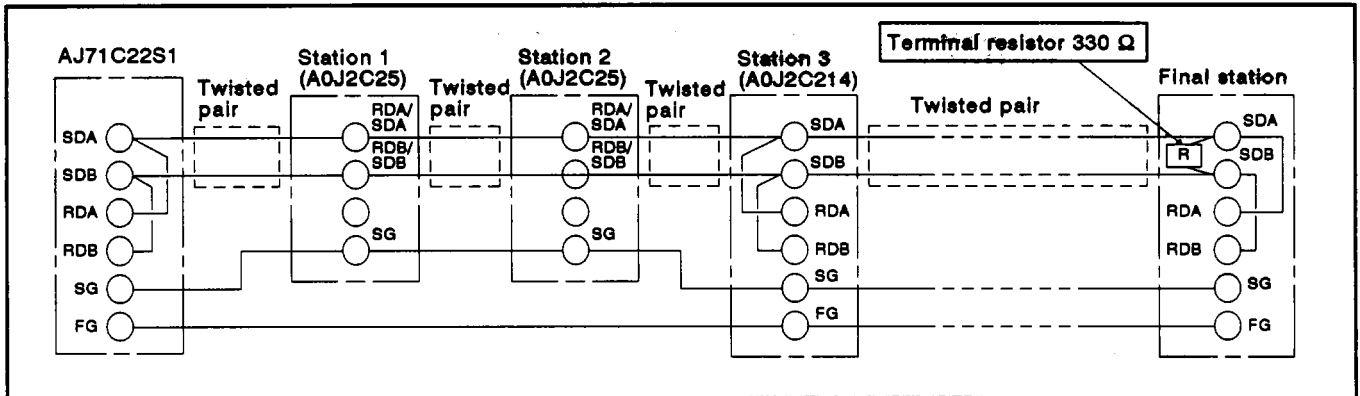 Terminal resistor 330 Ω
AJ71C22S1
Station 1
(A0J2C25)
Station 2
(A0J2C25)
Station 3
(A0J2C214)
Final station
Twisted
pair
Twisted
pair
Twisted
pair
Twisted pair
SDA
SDB
RDA
RDB
SG
FG
RDA/
SDA
RDB/
SDB
SG
RDA/
SDA
RDB/
SDB
SG
SDA
SDB
RDA
RDB
SG
FG
R
SDA
SDB
RDA
RDB
SG
FG